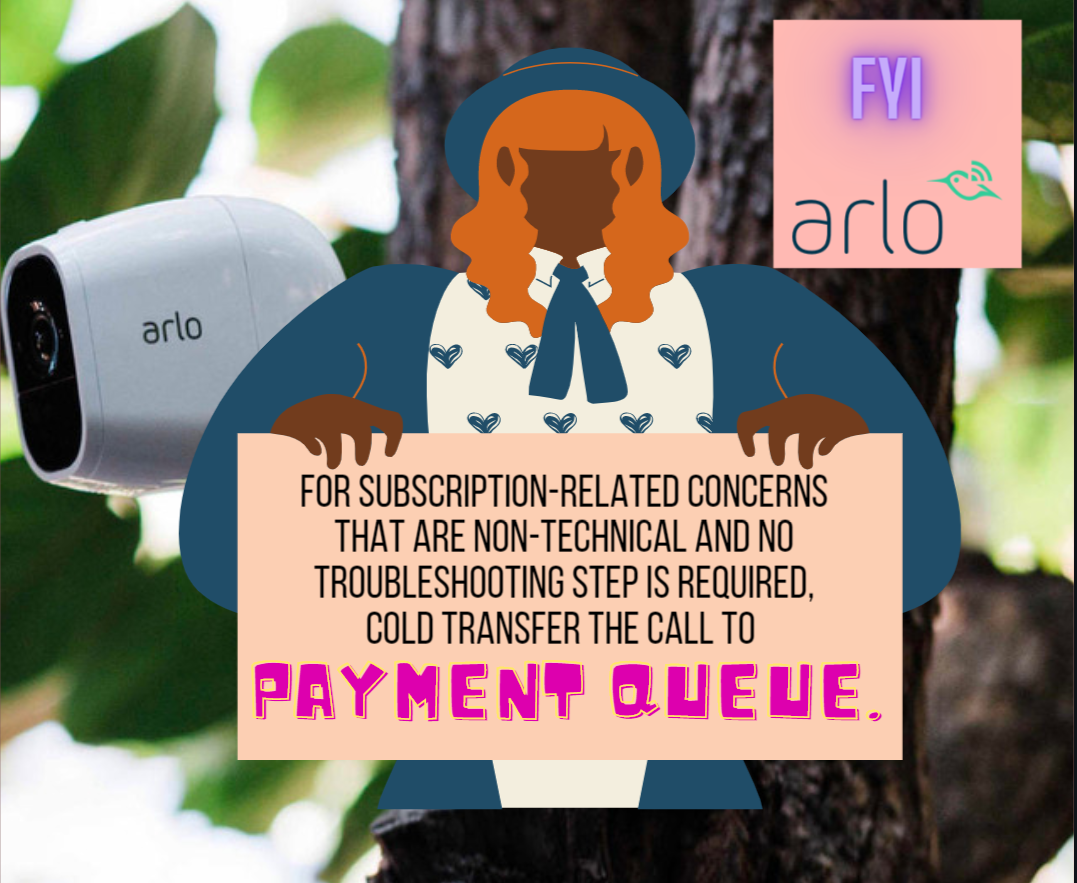 FYI
arlo
arlo
FOR SUBSCRIPTION-RELATED CONCERNS
THAT ARE NON-TECHNICAL AND NO
TROUBLESHOOTING STEP IS REQUIRED,
COLD TRANSFER THE CALL TO
PAYMENT QUEUE.